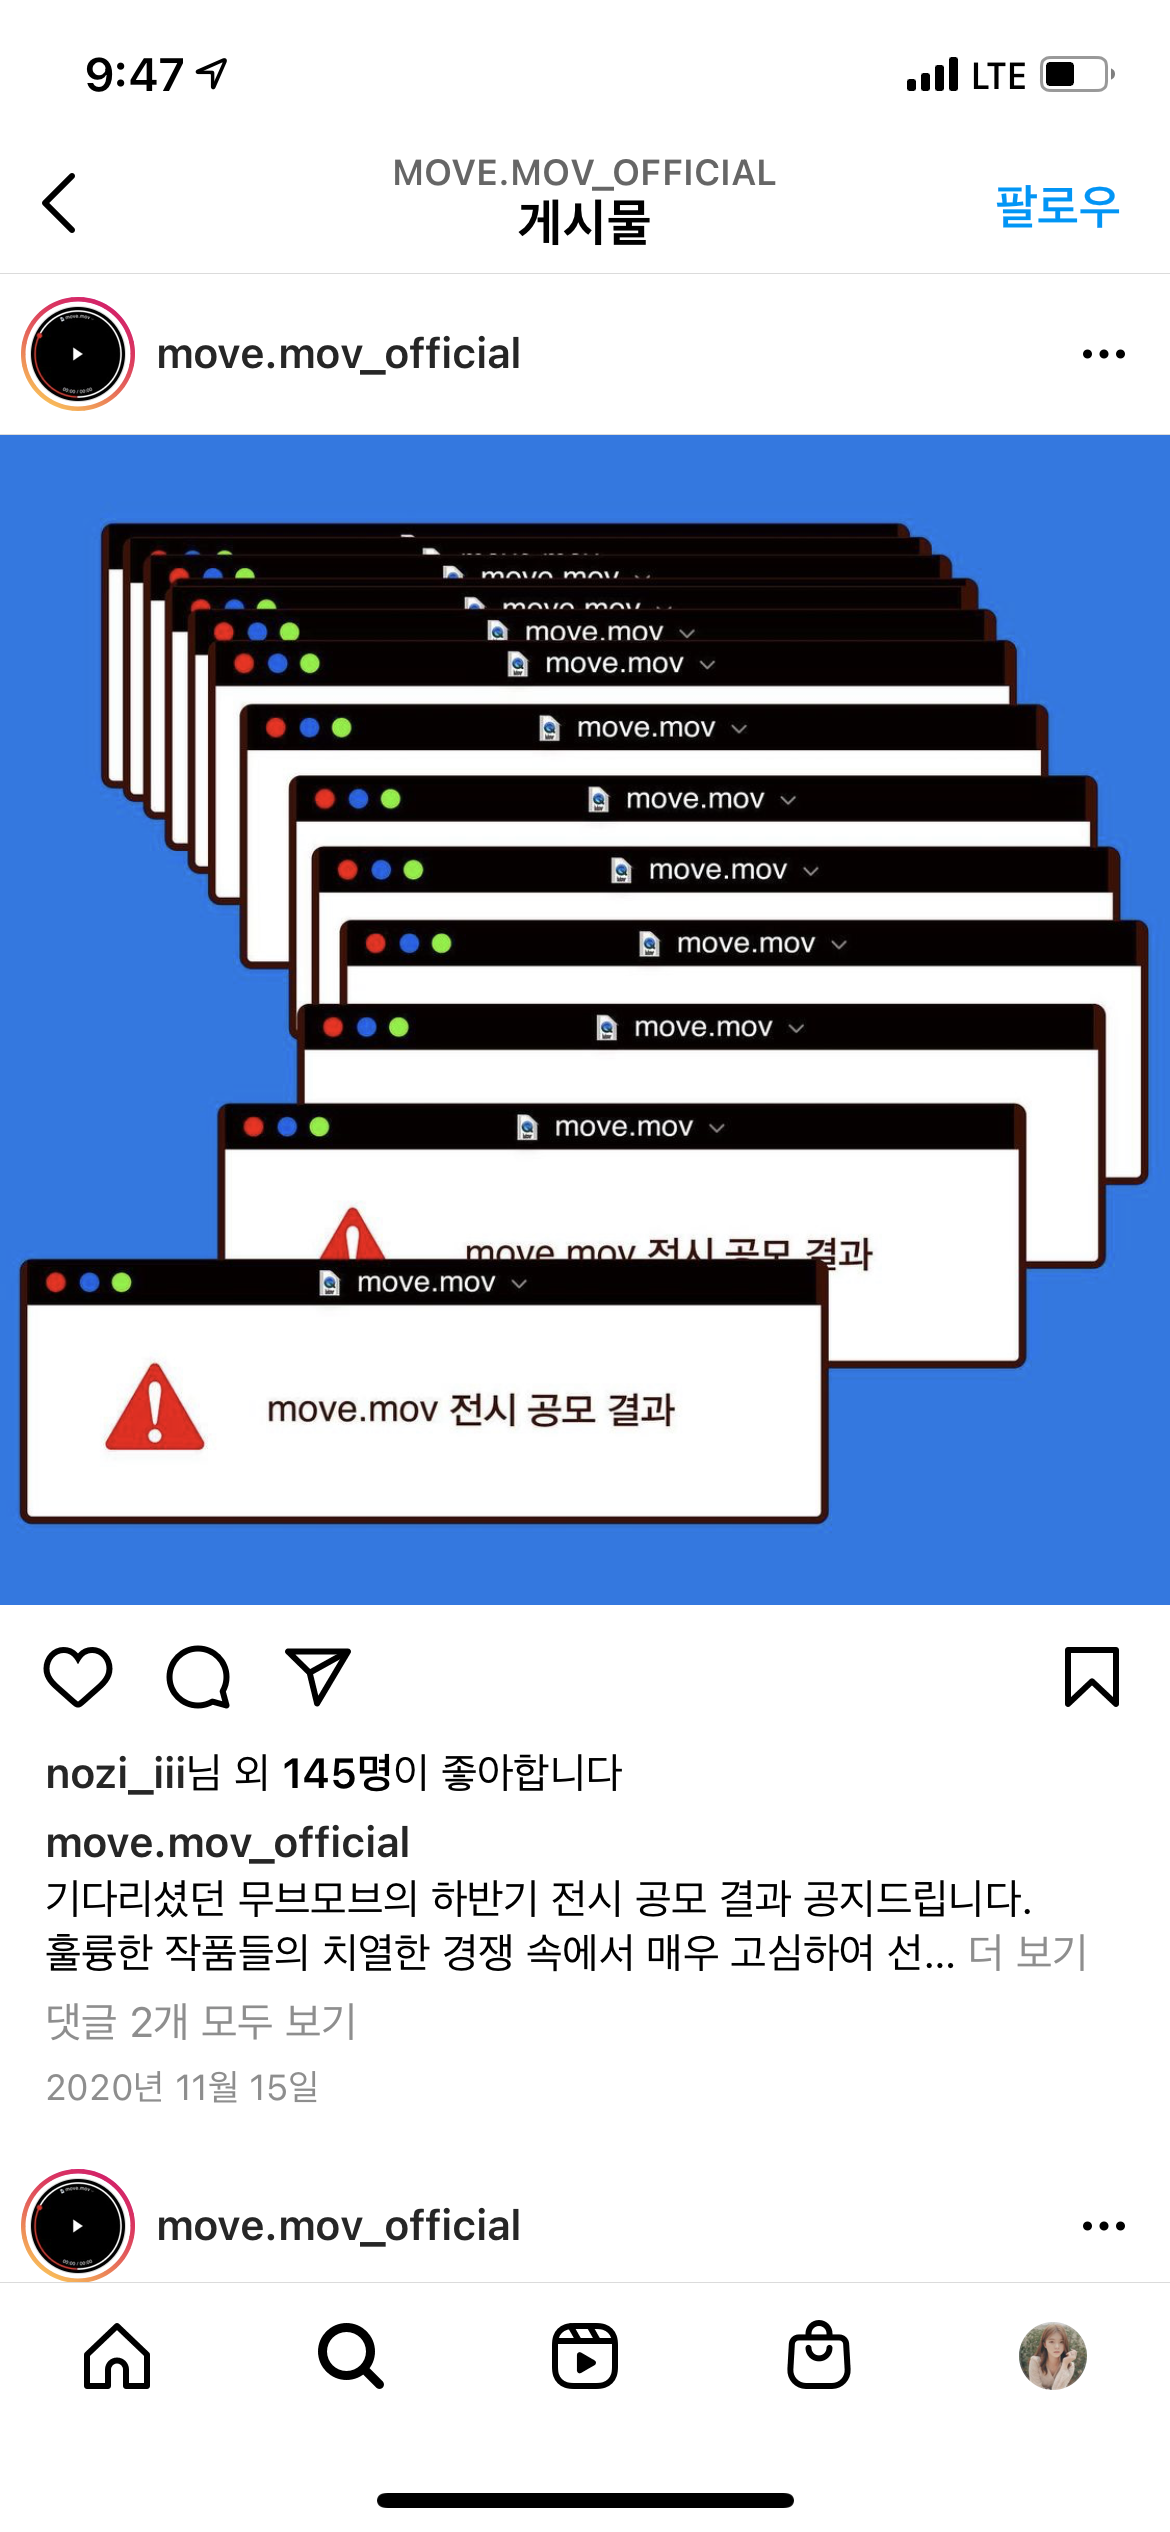 9:47
LTE
MOVE.MOV_OFFICIAL
게시물
팔로우
move.mov_official
move.mov
move.mov
move.mov
move.mov
move.mov
move.mov
move.mov
move.mov
move.mov
move.mov
move.mov
move.mov 전시 공모 결과
move.mov
move.mov 전시 공모 결과
nozi_iii님 외 145명이 좋아합니다
move.mov_official
기다리셨던 무브모브의 하반기 전시 공모 결과 공지드립니다.
훌륭한 작품들의 치열한 경쟁 속에서 매우 고심하여 선... 더 보기
댓글 2개 모두 보기
2020년 11월 15일
move.mov_official